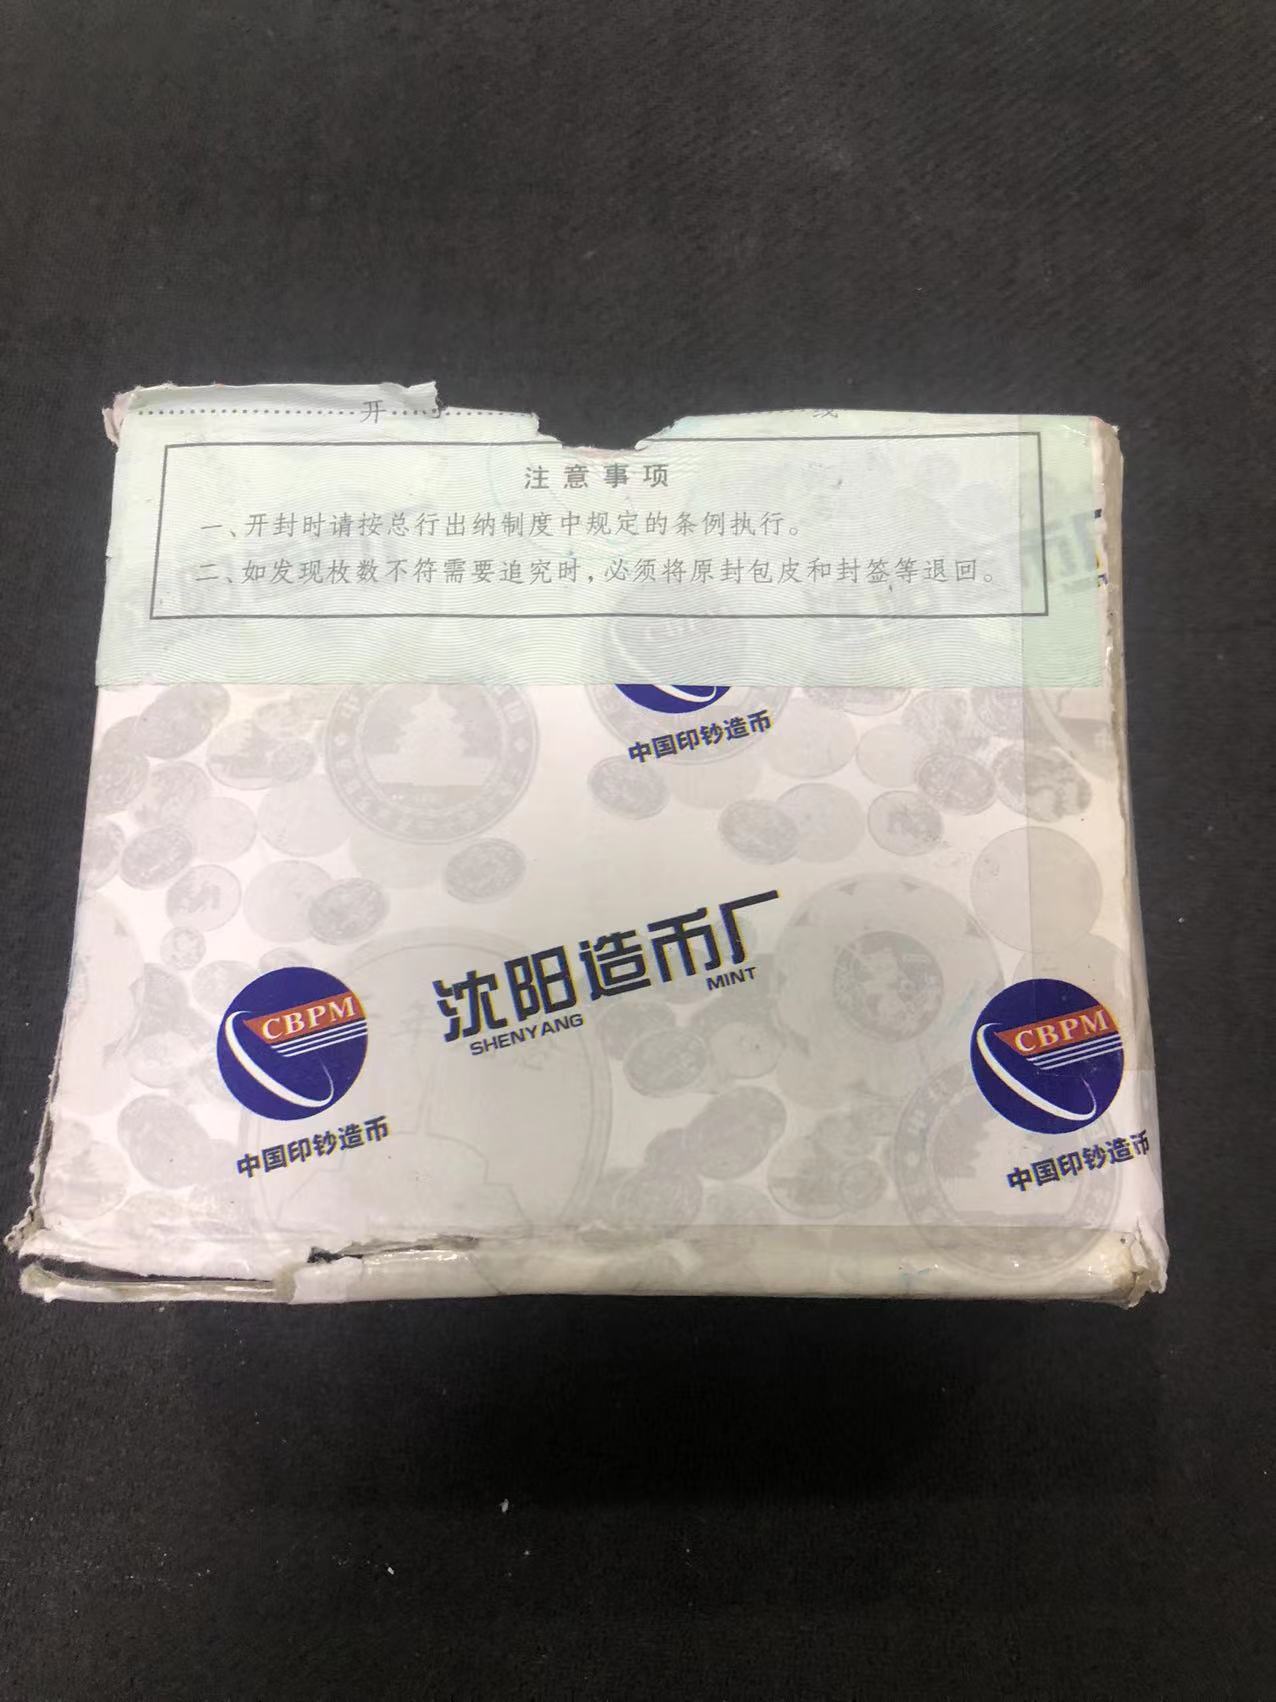 开
线
注意事项
一、开封时请按总行出纳制度中规定的条例执行。
二、如发现枚数不符需要追究时,必须将原封包皮和封签等退回。
中国印钞造币
沈阳造币厂
SHENYANG MINT
CBPM
中国印钞造币
CBPM
中国印钞造币